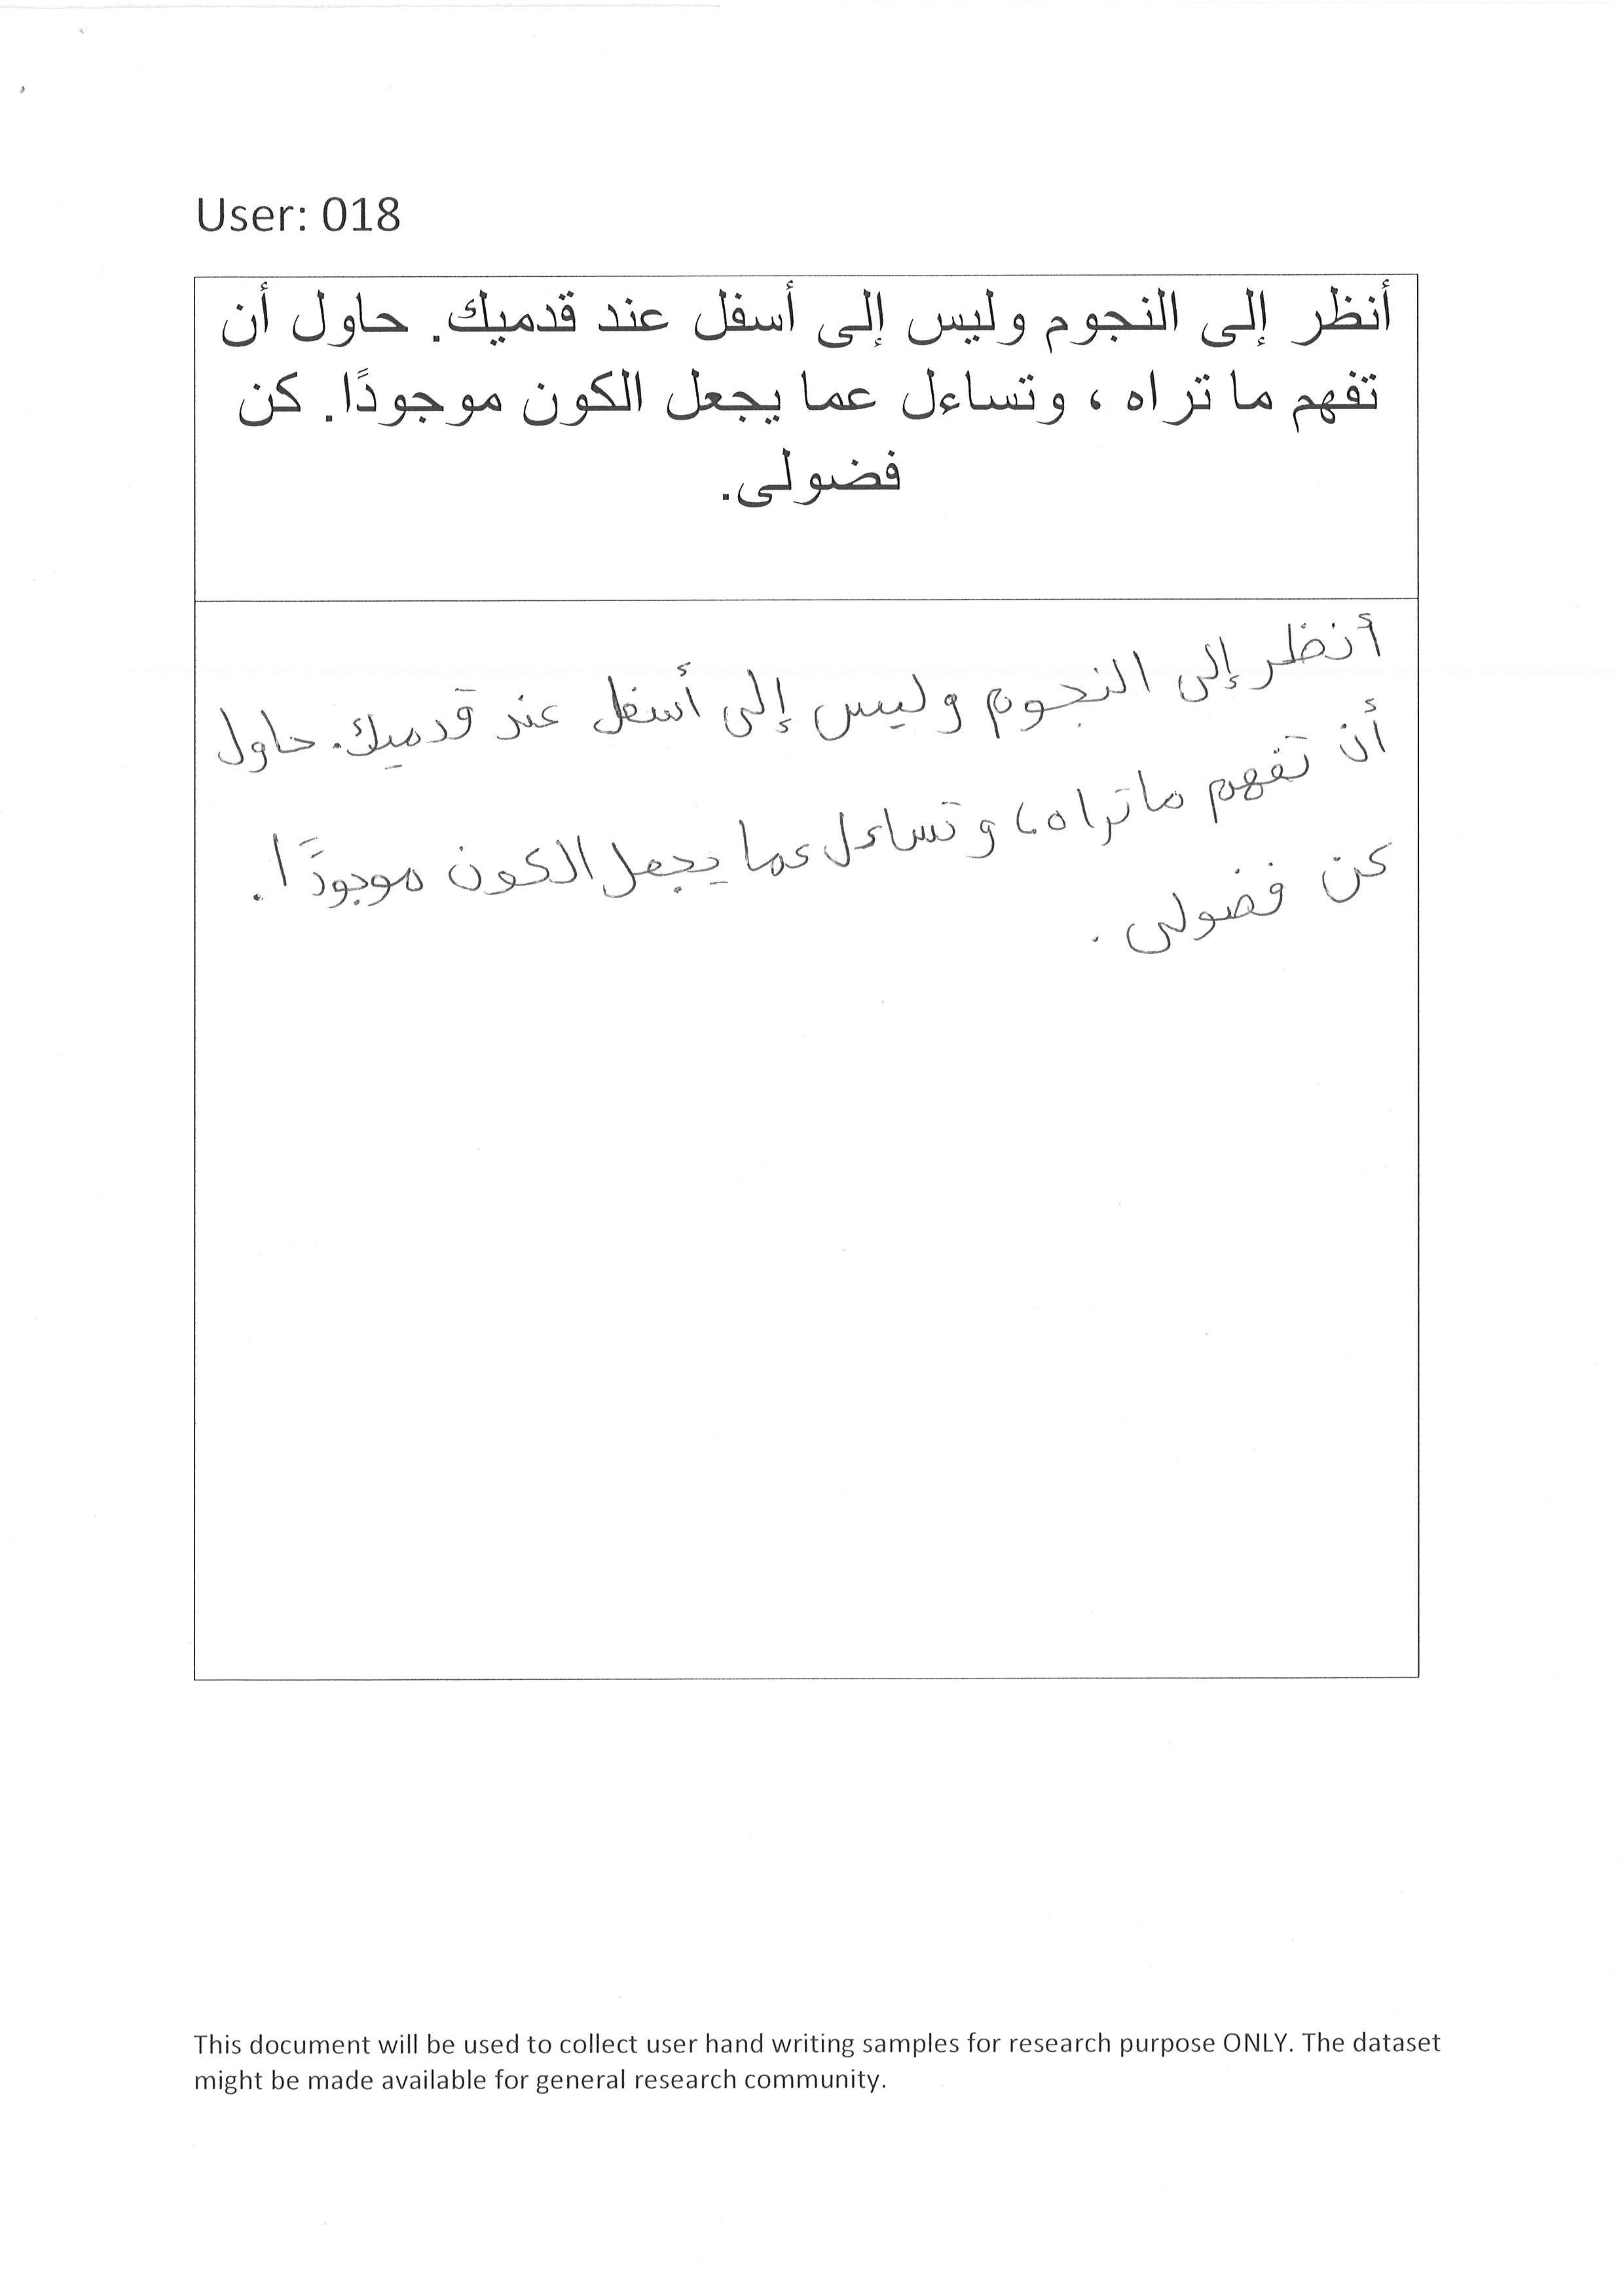 User: 018
أنظر إلى النجوم وليس إلى أسفل عند قدميك. حاول أن
تفهم ما تراه ، وتساءل عما يجعل الكون موجودًا. كن
فضولى.
أنظر إلى النجوم وليس إلى أسفل عند قدميك. حاول
أن تفهم ما تراه، وتساءل عما يجعل الكون موجودًا.
كن فضولى.
This document will be used to collect user hand writing samples for research purpose ONLY. The dataset
might be made available for general research community.